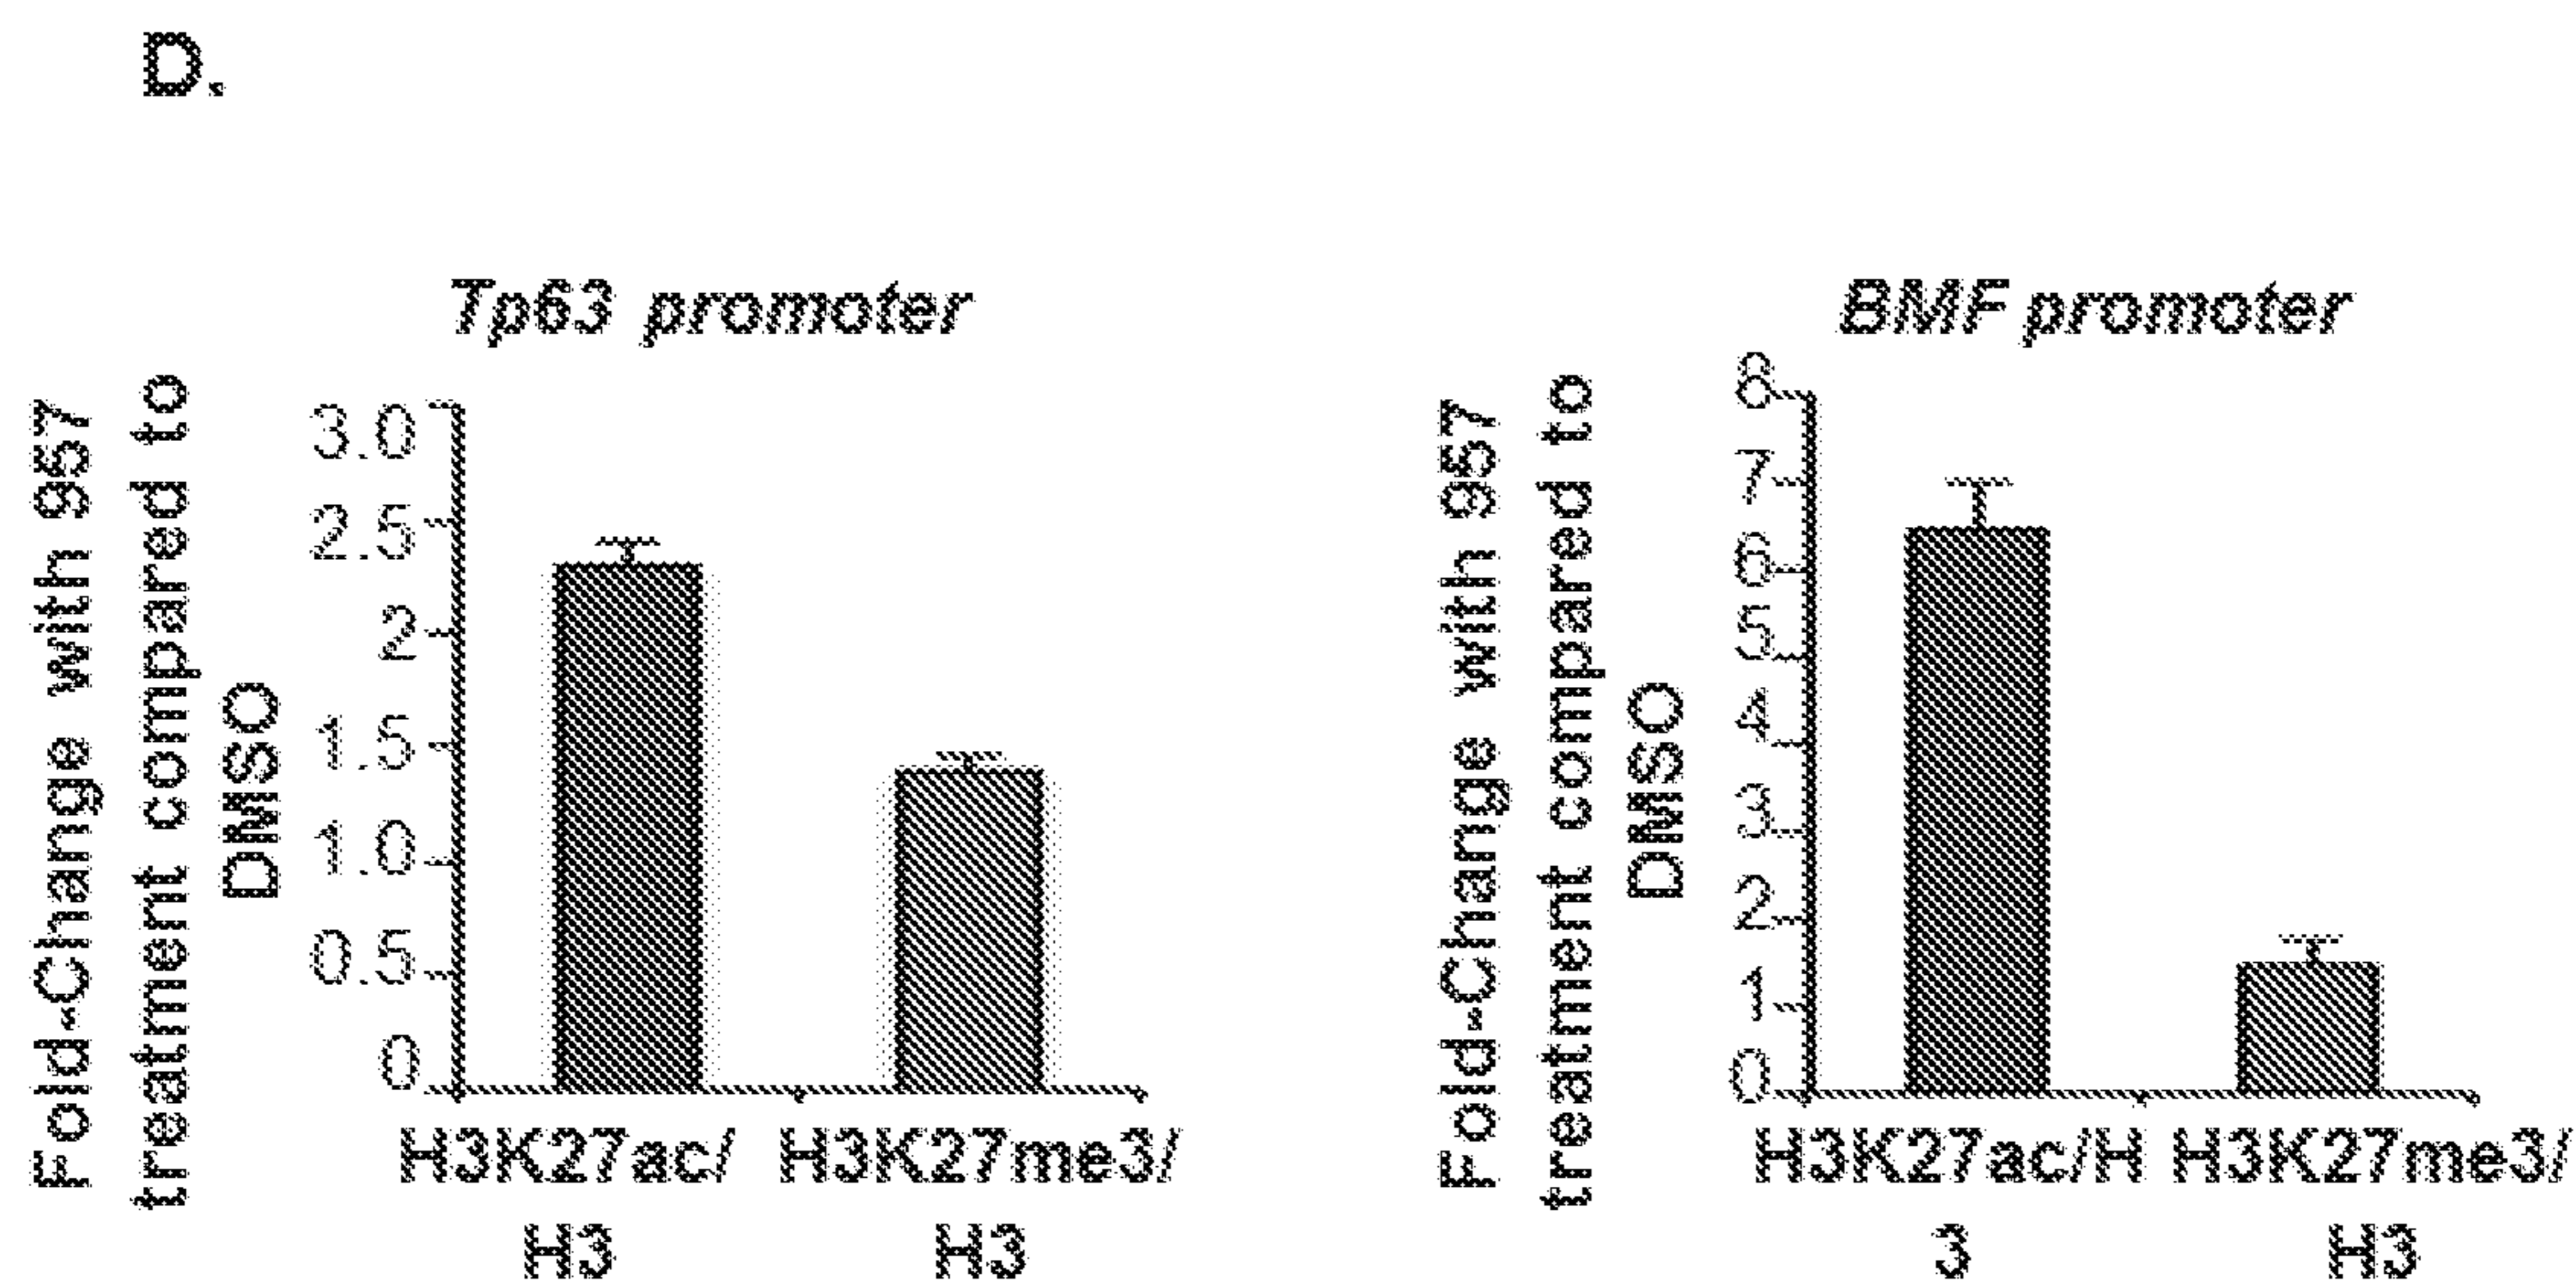 D.
Tp63 promoter
Fold-Change with 957
treatment compared to
DMSO
3.0
2.5
2
1.5
1.0
0.5
0
H3K27ac/
H3
H3K27me3/
H3
BMF promoter
Fold-Change with 957
treatment compared to
DMSO
8
7
6
5
4
3
2
1
0
H3K27ac/H
3
H3K27me3/
H3